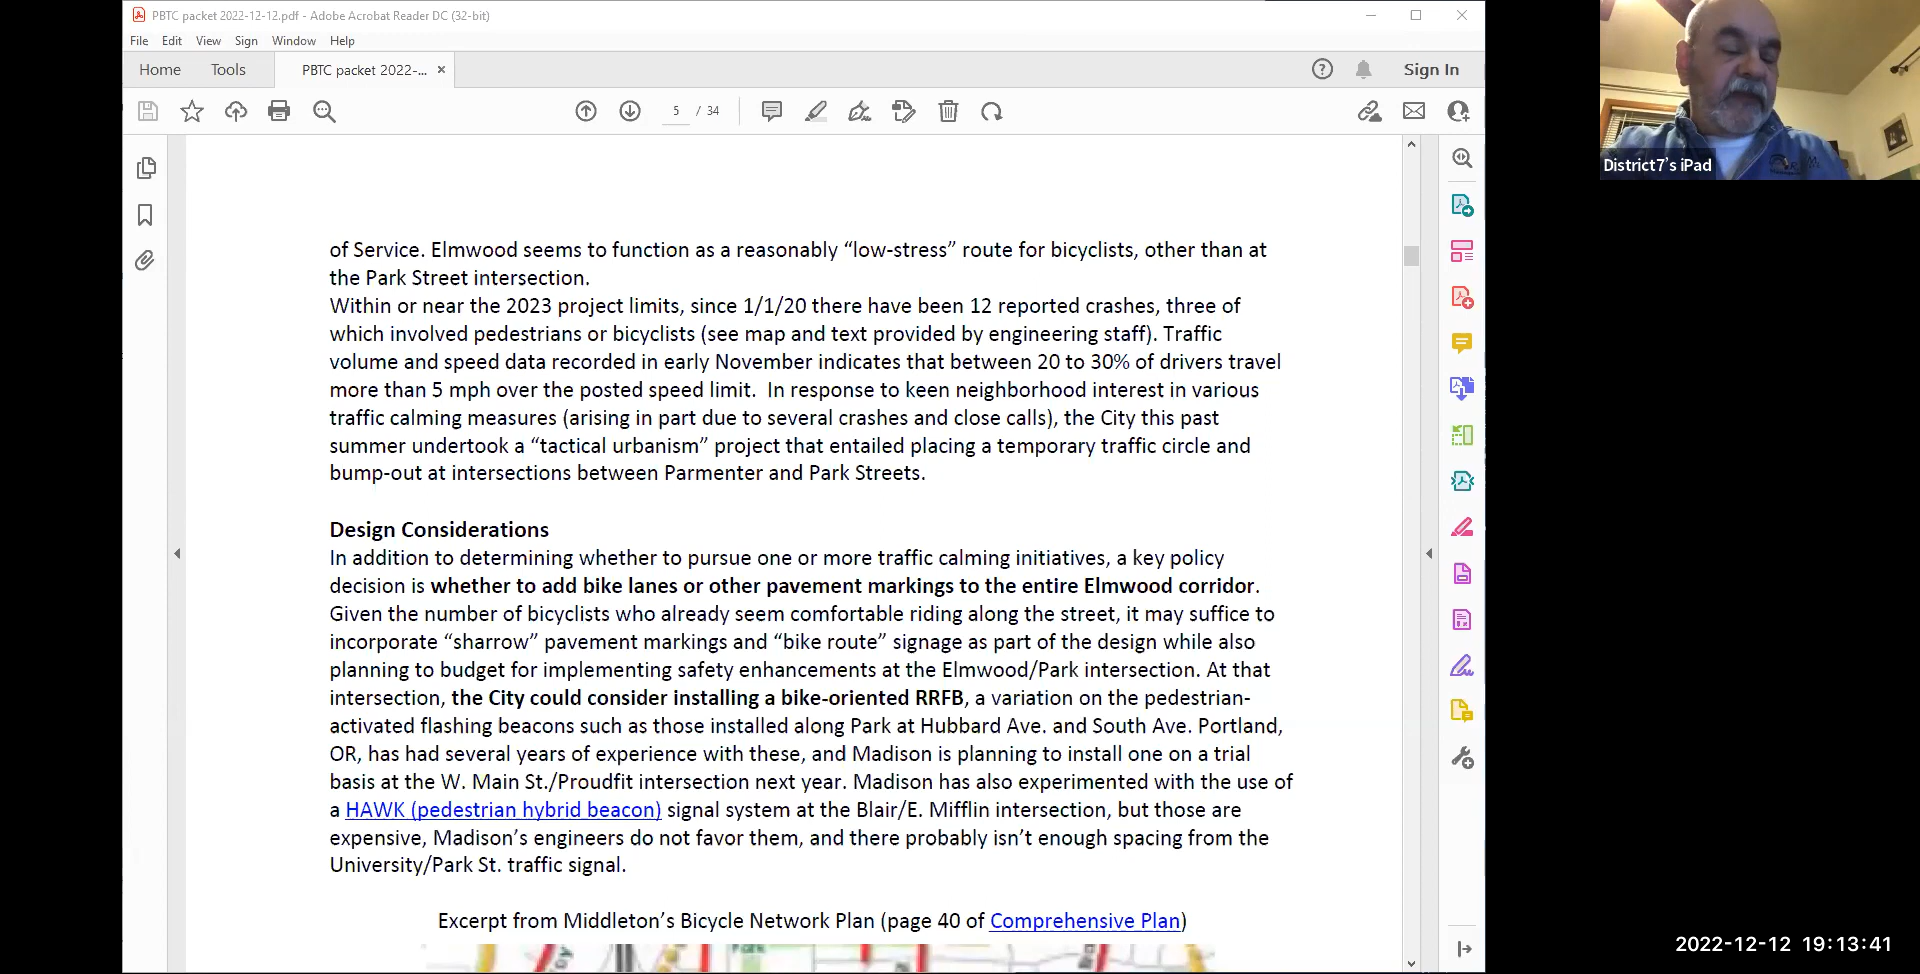 PBTC packet 2022-12-12.pdf - Adobe Acrobat Reader DC (32-bit)
File Edit View Sign Window Help
Home Tools PBTC packet 2022-... ×
Sign In
5 / 34
of Service. Elmwood seems to function as a reasonably “low-stress” route for bicyclists, other than at
the Park Street intersection.
Within or near the 2023 project limits, since 1/1/20 there have been 12 reported crashes, three of
which involved pedestrians or bicyclists (see map and text provided by engineering staff). Traffic
volume and speed data recorded in early November indicates that between 20 to 30% of drivers travel
more than 5 mph over the posted speed limit. In response to keen neighborhood interest in various
traffic calming measures (arising in part due to several crashes and close calls), the City this past
summer undertook a “tactical urbanism” project that entailed placing a temporary traffic circle and
bump-out at intersections between Parmenter and Park Streets.
Design Considerations
In addition to determining whether to pursue one or more traffic calming initiatives, a key policy
decision is whether to add bike lanes or other pavement markings to the entire Elmwood corridor.
Given the number of bicyclists who already seem comfortable riding along the street, it may suffice to
incorporate “sharrow” pavement markings and “bike route” signage as part of the design while also
planning to budget for implementing safety enhancements at the Elmwood/Park intersection. At that
intersection, the City could consider installing a bike-oriented RRFB, a variation on the pedestrian-
activated flashing beacons such as those installed along Park at Hubbard Ave. and South Ave. Portland,
OR, has had several years of experience with these, and Madison is planning to install one on a trial
basis at the W. Main St./Proudfit intersection next year. Madison has also experimented with the use of
a HAWK (pedestrian hybrid beacon) signal system at the Blair/E. Mifflin intersection, but those are
expensive, Madison’s engineers do not favor them, and there probably isn’t enough spacing from the
University/Park St. traffic signal.
Excerpt from Middleton’s Bicycle Network Plan (page 40 of Comprehensive Plan)
District7’s iPad
2022-12-12 19:13:41